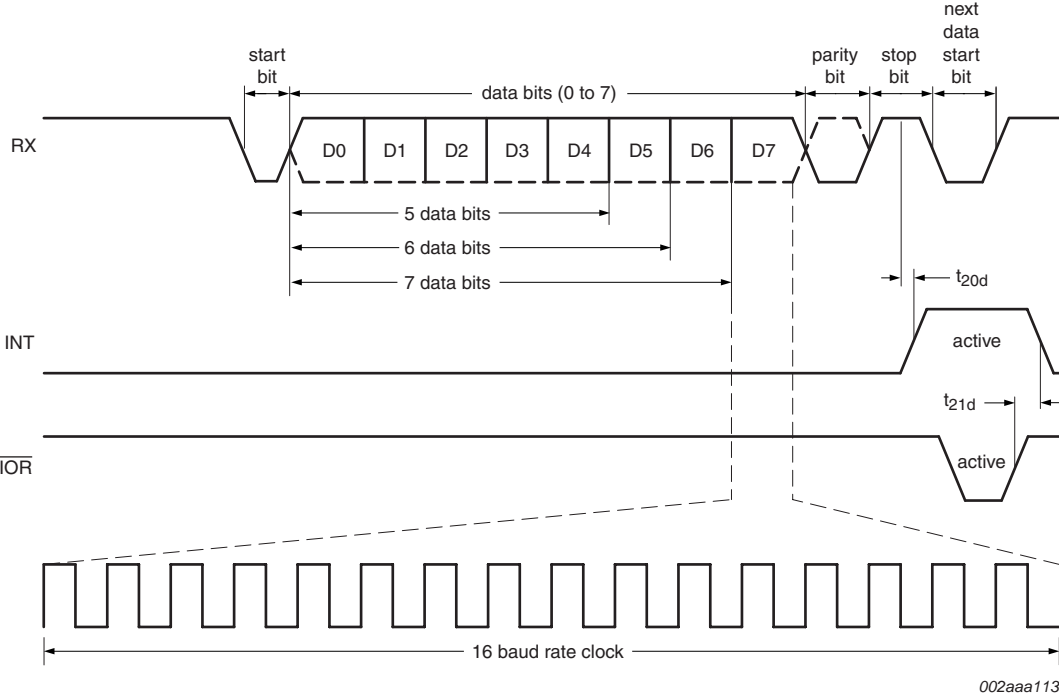 next
data
start
bit
start
bit
parity
bit
stop
bit
data bits (0 to 7)
RX
D0 D1 D2 D3 D4 D5 D6 D7
5 data bits
6 data bits
7 data bits
t20d
INT
active
t21d
IOR
active
16 baud rate clock
002aaa113